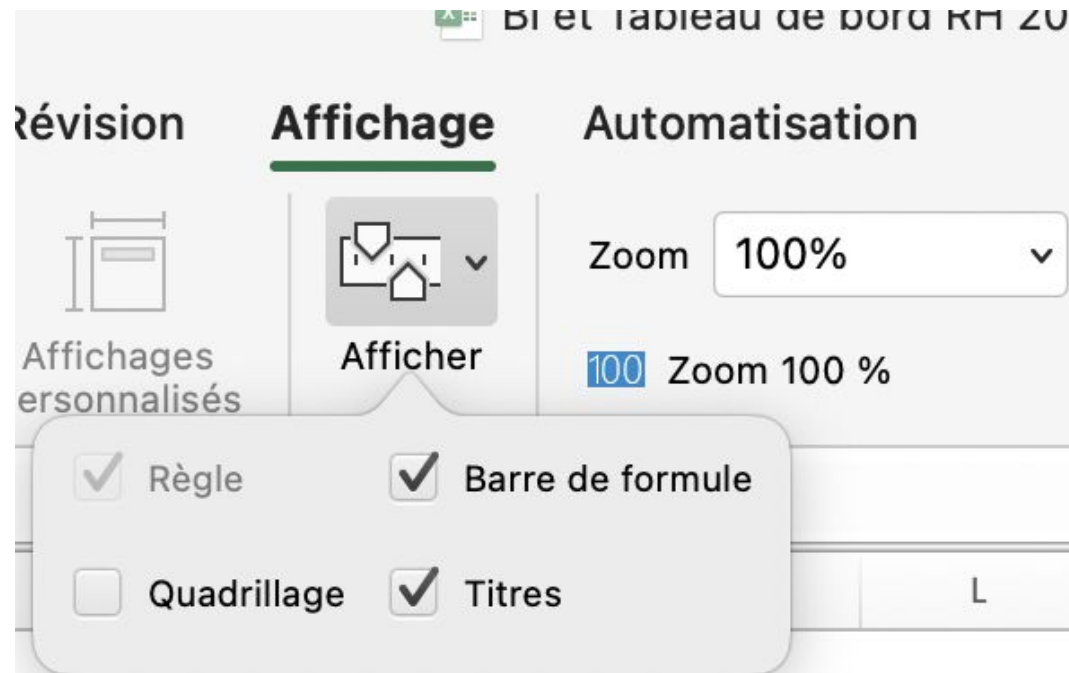 BI et Tableau de bord RH 20
Révision Affichage Automatisation
Zoom 100%
Affichages
ersonnalisés
Afficher
100 Zoom 100 %
Règle Barre de formule
Quadrillage Titres
L